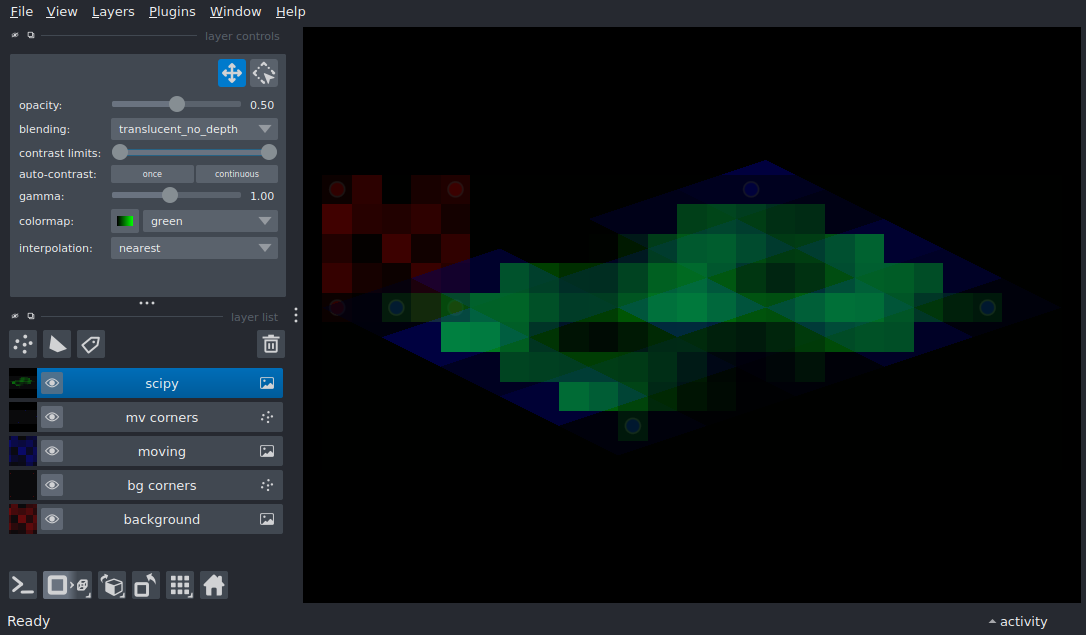 File View Layers Plugins Window Help
layer controls
opacity: 0.50
blending: translucent_no_depth
contrast limits:
auto-contrast: once continuous
gamma: 1.00
colormap: green
interpolation: nearest
layer list
scipy
mv corners
moving
bg corners
background
Ready
activity